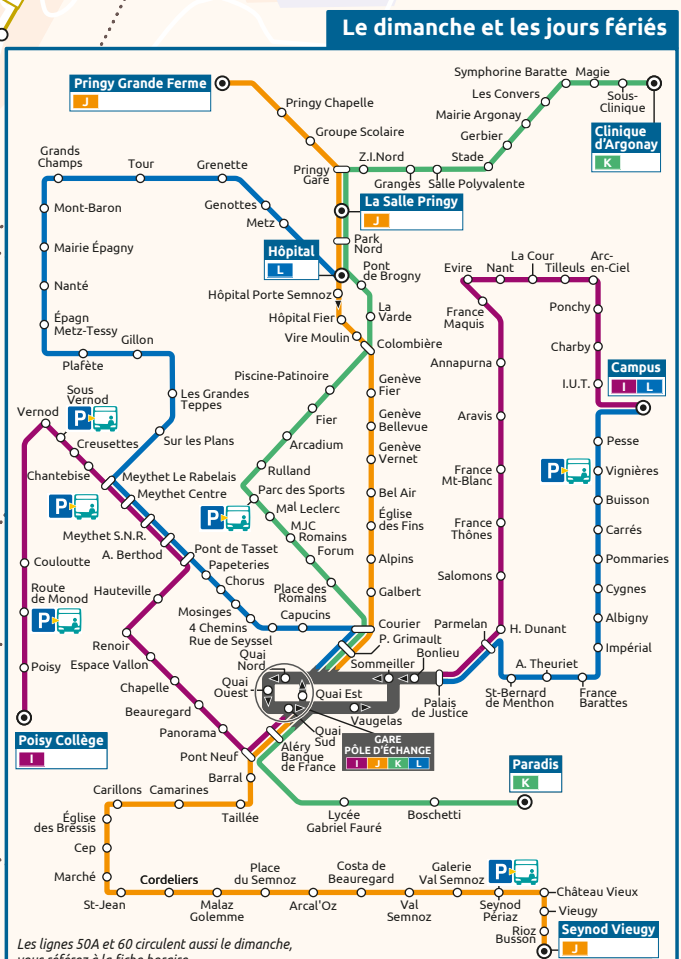 Le dimanche et les jours fériés
Pringy Grande Ferme
J
Pringy Chapelle
Groupe Scolaire
Pringy
Gare
Symphorine Baratte
Magie
Les Convers
Sous-
Clinique
Mairie Argonay
Gerbier
Clinique
d'Argonay
K
Z.I.Nord
Stade
Granges
Salle Polyvalente
La Salle Pringy
J
Park
Nord
Grands
Champs
Tour
Grenette
Genottes
Metz
Mont-Baron
Mairie Épagny
Nanté
Épagn
Metz-Tessy
Plafète
Gillon
Les Grandes
Teppes
Sur les Plans
Hôpital
L
Pont
de Brogny
Hôpital Porte Semnoz
La
Varde
Hôpital Fier
Vire Moulin
Colombière
Evire
Nant
La Cour
Tilleuls
Arc-
en-Ciel
France
Maquis
Ponchy
Charby
I.U.T.
Campus
I L
Annapurna
Aravis
France
Mt-Blanc
France
Thônes
Salomons
Parmelan
H. Dunant
Pesse
P
Vignières
Buisson
Carrés
Pommaries
Cygnes
Albigny
Impérial
A. Theuriet
St-Bernard
de Menthon
France
Barattes
Piscine-Patinoire
Fier
Arcadium
Rulland
Parc des Sports
P
Mal Leclerc
MJC
Romains
Forum
Place des
Romains
Genève
Fier
Genève
Bellevue
Genève
Vernet
Bel Air
Église
des Fins
Alpins
Galbert
Courier
P. Grimault
Sous
Vernod
P
Vernod
Creusettes
Chantebise
P
Meythet Le Rabelais
Meythet Centre
Meythet S.N.R.
A. Berthod
Pont de Tasset
Papeteries
Chorus
Mosinges
4 Chemins
Rue de Seyssel
Capucins
Couloutte
Route
de Monod
P
Poisy
Poisy Collège
I
Hauteville
Renoir
Espace Vallon
Chapelle
Beauregard
Panorama
Pont Neuf
Quai
Nord
Quai
Ouest
Quai Est
Quai
Sud
Sommeiller
Bonlieu
Palais
de Justice
Vaugelas
GARE
PÔLE D'ÉCHANGE
I J K L
Aléry
Banque
de France
Barral
Paradis
K
Lycée
Gabriel Fauré
Boschetti
Carillons
Camarines
Taillée
Église
des Bressis
Cep
Marché
St-Jean
Cordeliers
Malaz
Golemme
Place
du Semnoz
Arcal'Oz
Costa de
Beauregard
Val
Semnoz
Galerie
Val Semnoz
P
Seynod
Périaz
Château Vieux
Vieugy
Rioz
Busson
Seynod Vieugy
J
Les lignes 50A et 60 circulent aussi le dimanche,